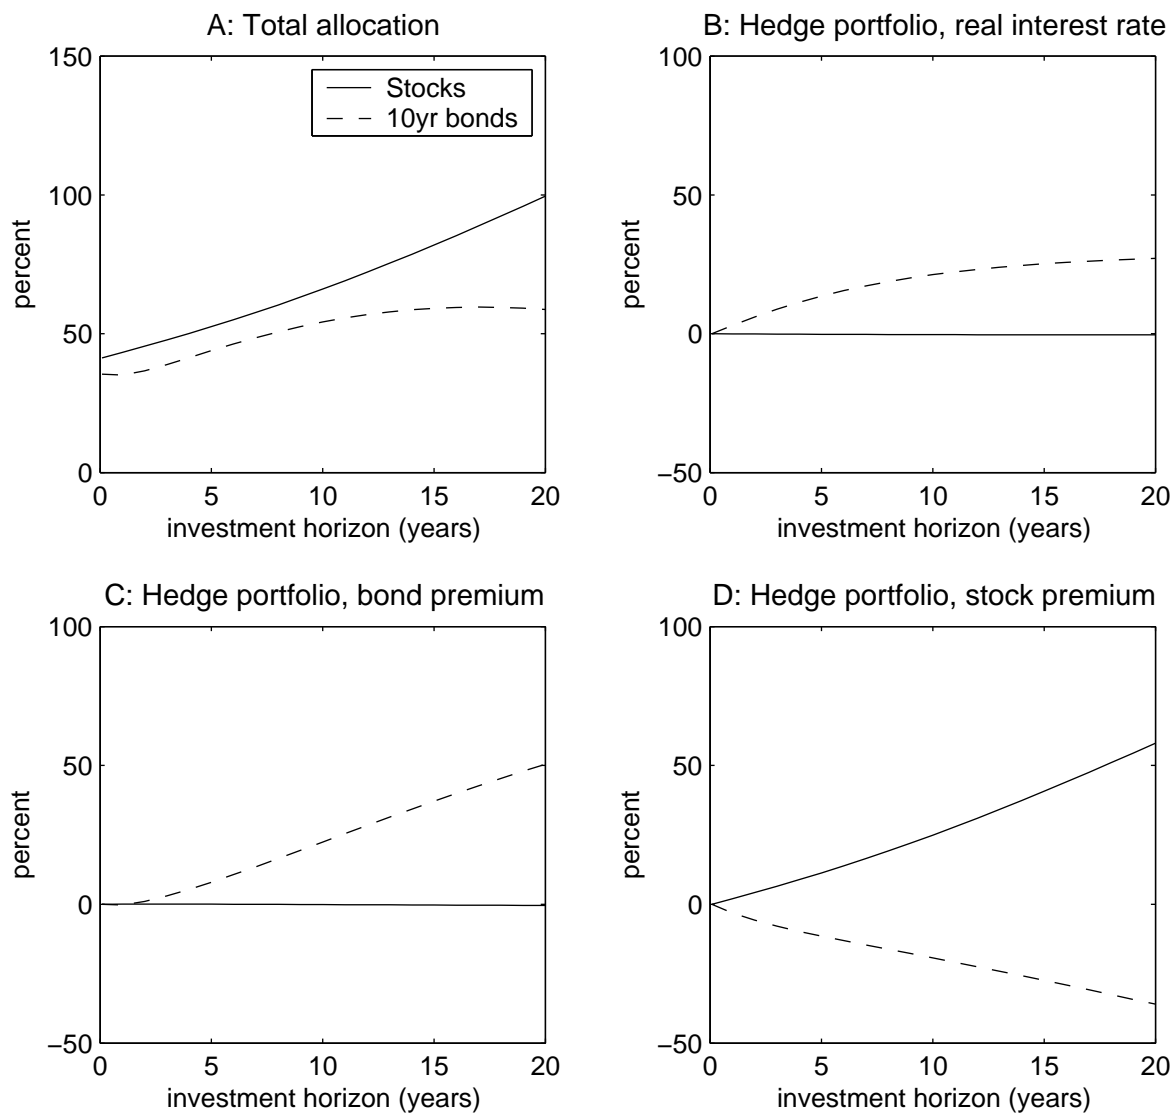 A: Total allocation
150
100
50
0
percent
Stocks
10yr bonds
0 5 10 15 20
investment horizon (years)
B: Hedge portfolio, real interest rate
100
50
0
−50
percent
0 5 10 15 20
investment horizon (years)
C: Hedge portfolio, bond premium
100
50
0
−50
percent
0 5 10 15 20
investment horizon (years)
D: Hedge portfolio, stock premium
100
50
0
−50
percent
0 5 10 15 20
investment horizon (years)